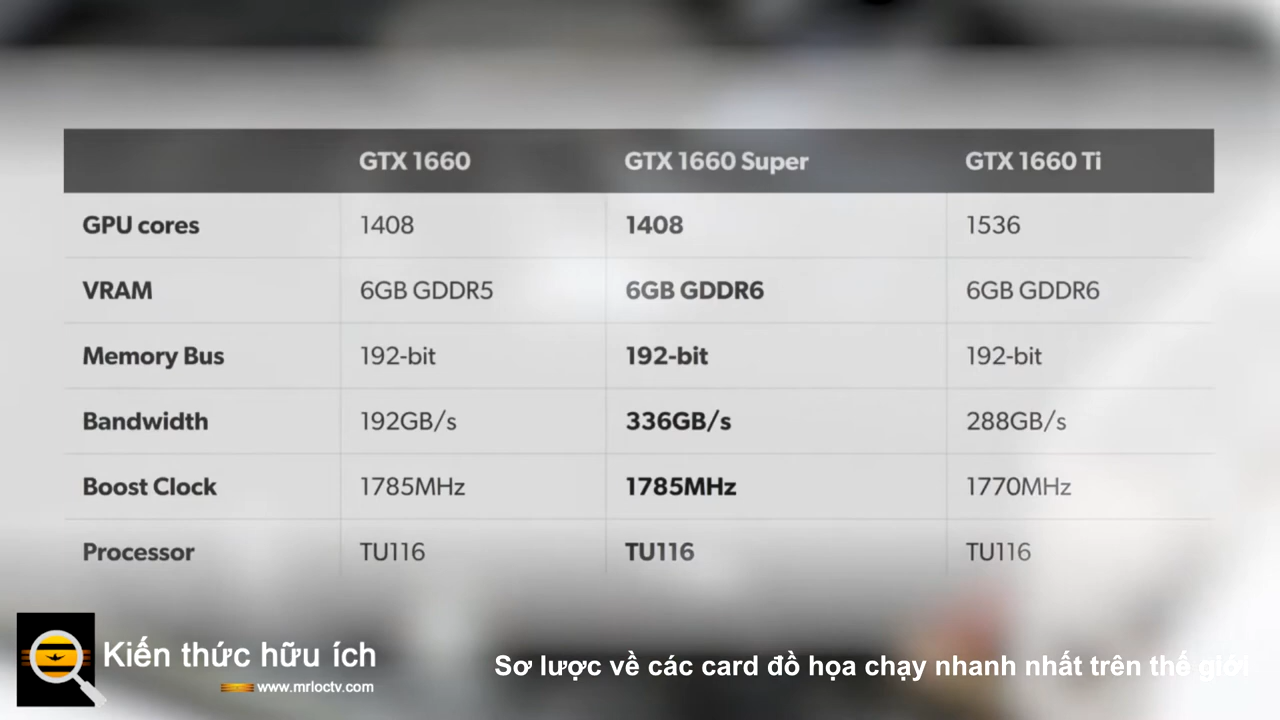 GTX 1660 GTX 1660 Super GTX 1660 Ti
GPU cores 1408 1408 1536
VRAM 6GB GDDR5 6GB GDDR6 6GB GDDR6
Memory Bus 192-bit 192-bit 192-bit
Bandwidth 192GB/s 336GB/s 288GB/s
Boost Clock 1785MHz 1785MHz 1770MHz
Processor TU116 TU116 TU116
Kiến thức hữu ích
www.mrloctv.com
Sơ lược về các card đồ họa chạy nhanh nhất trên thế giới